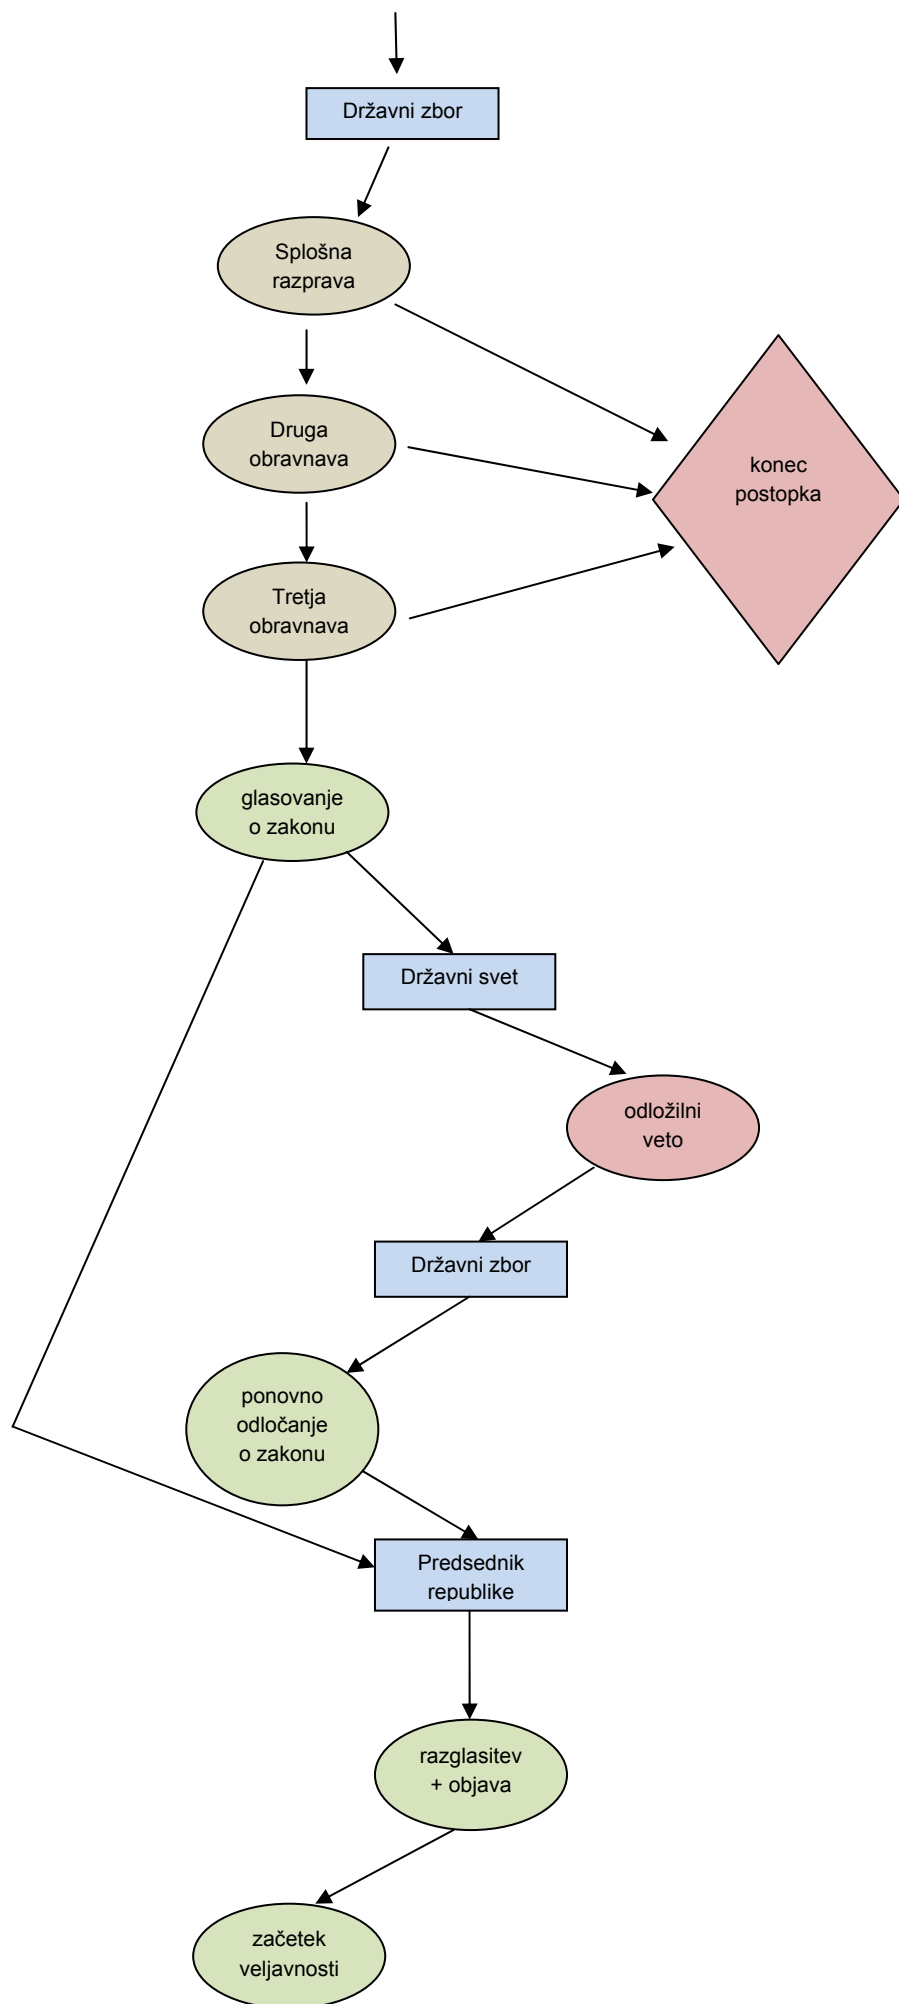 Državni zbor
Splošna
razprava
Druga
obravnava
konec
postopka
Tretja
obravnava
glasovanje
o zakonu
Državni svet
odložilni
veto
Državni zbor
ponovno
odločanje
o zakonu
Predsednik
republike
razglasitev
+ objava
začetek
veljavnosti